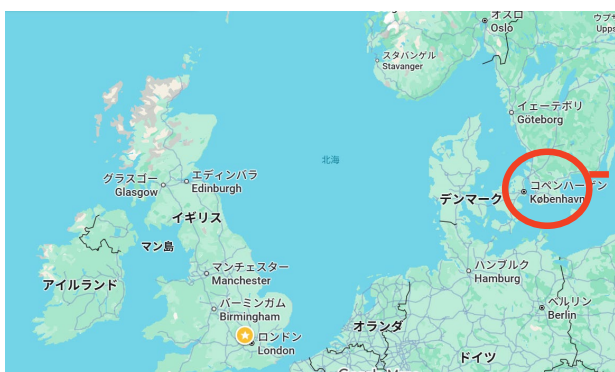 オスロ
Oslo
スタバンゲル
Stavanger
イェーテボリ
Göteborg
北海
グラスゴー
Glasgow
エディンバラ
Edinburgh
コペンハーゲン
København
デンマーク
イギリス
マン島
アイルランド
マンチェスター
Manchester
ハンブルク
Hamburg
バーミンガム
Birmingham
ベルリン
Berlin
オランダ
ロンドン
London
ドイツ